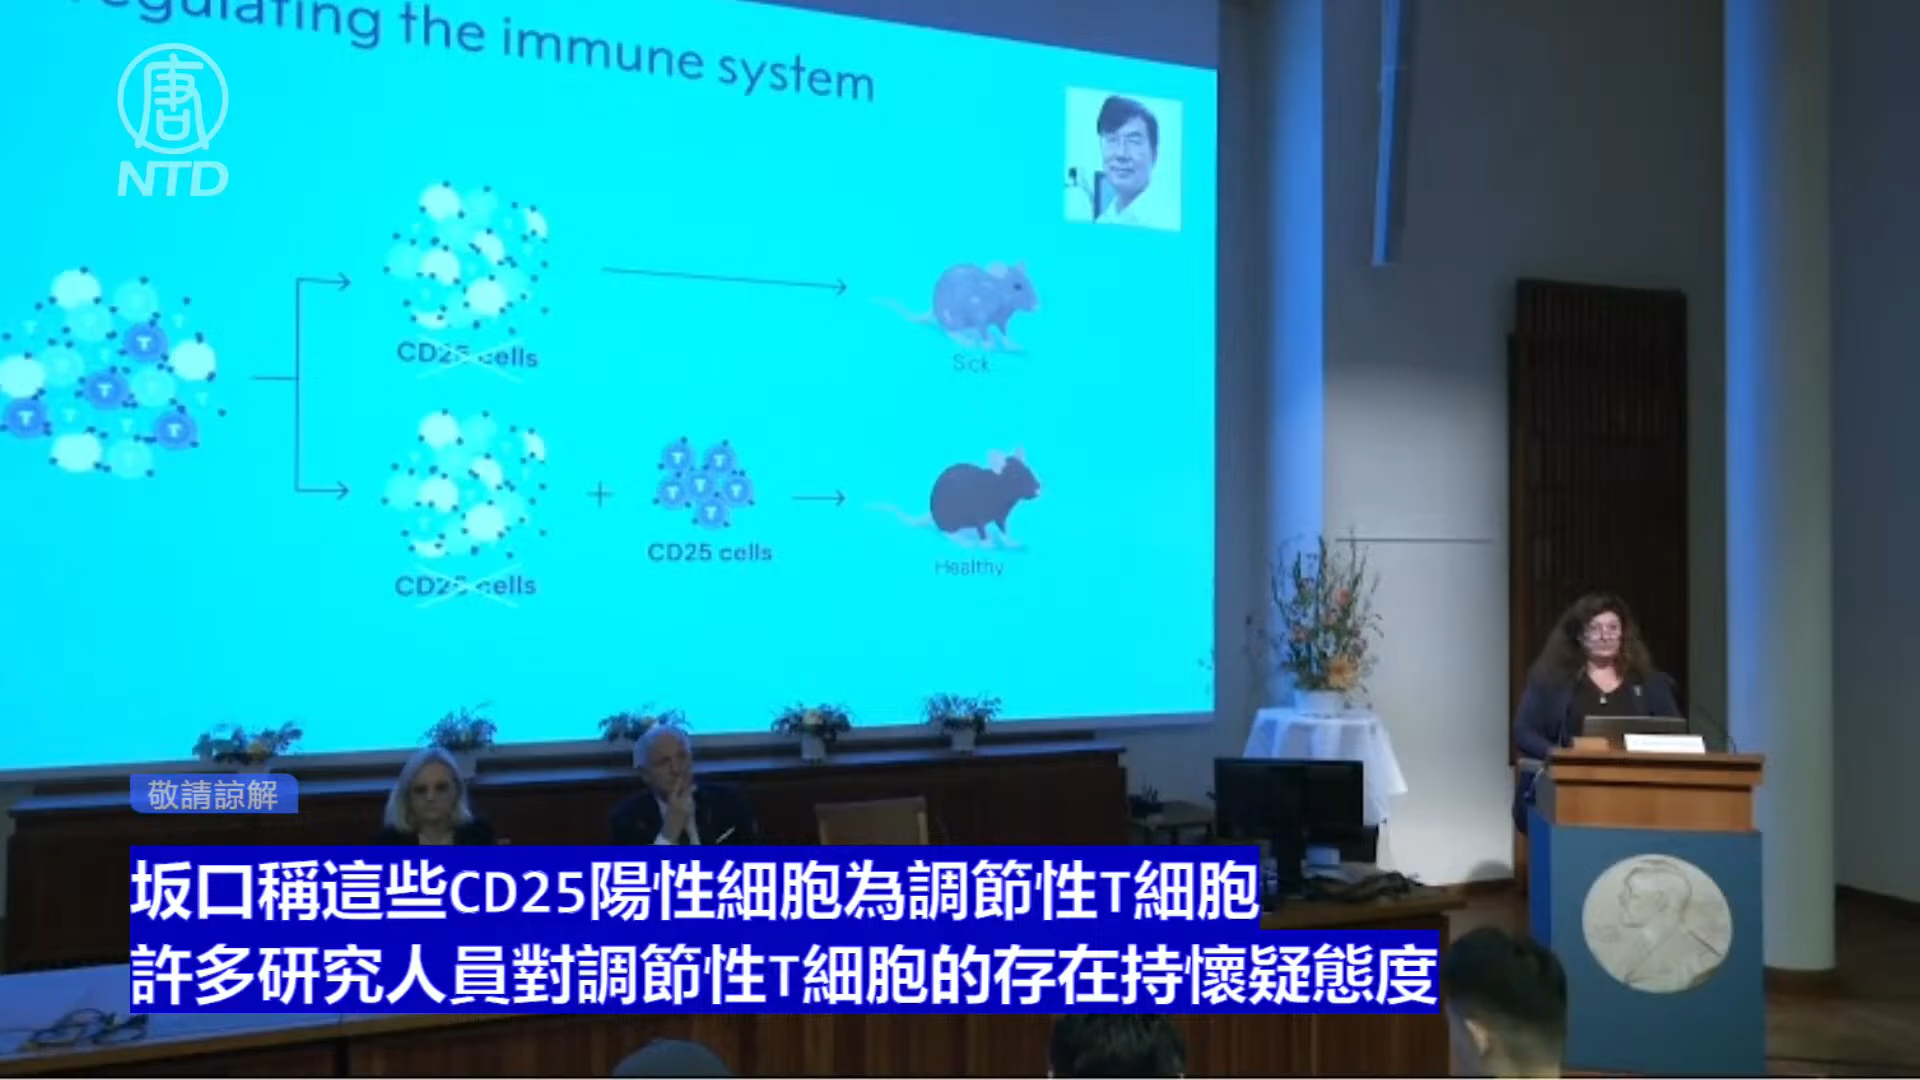 egulating the immune system
唐
NTD
CD25 cells
Sick
CD25 cells
CD25 cells
Healthy
敬請諒解
坂口稱這些CD25陽性細胞為調節性T細胞
許多研究人員對調節性T細胞的存在持懷疑態度